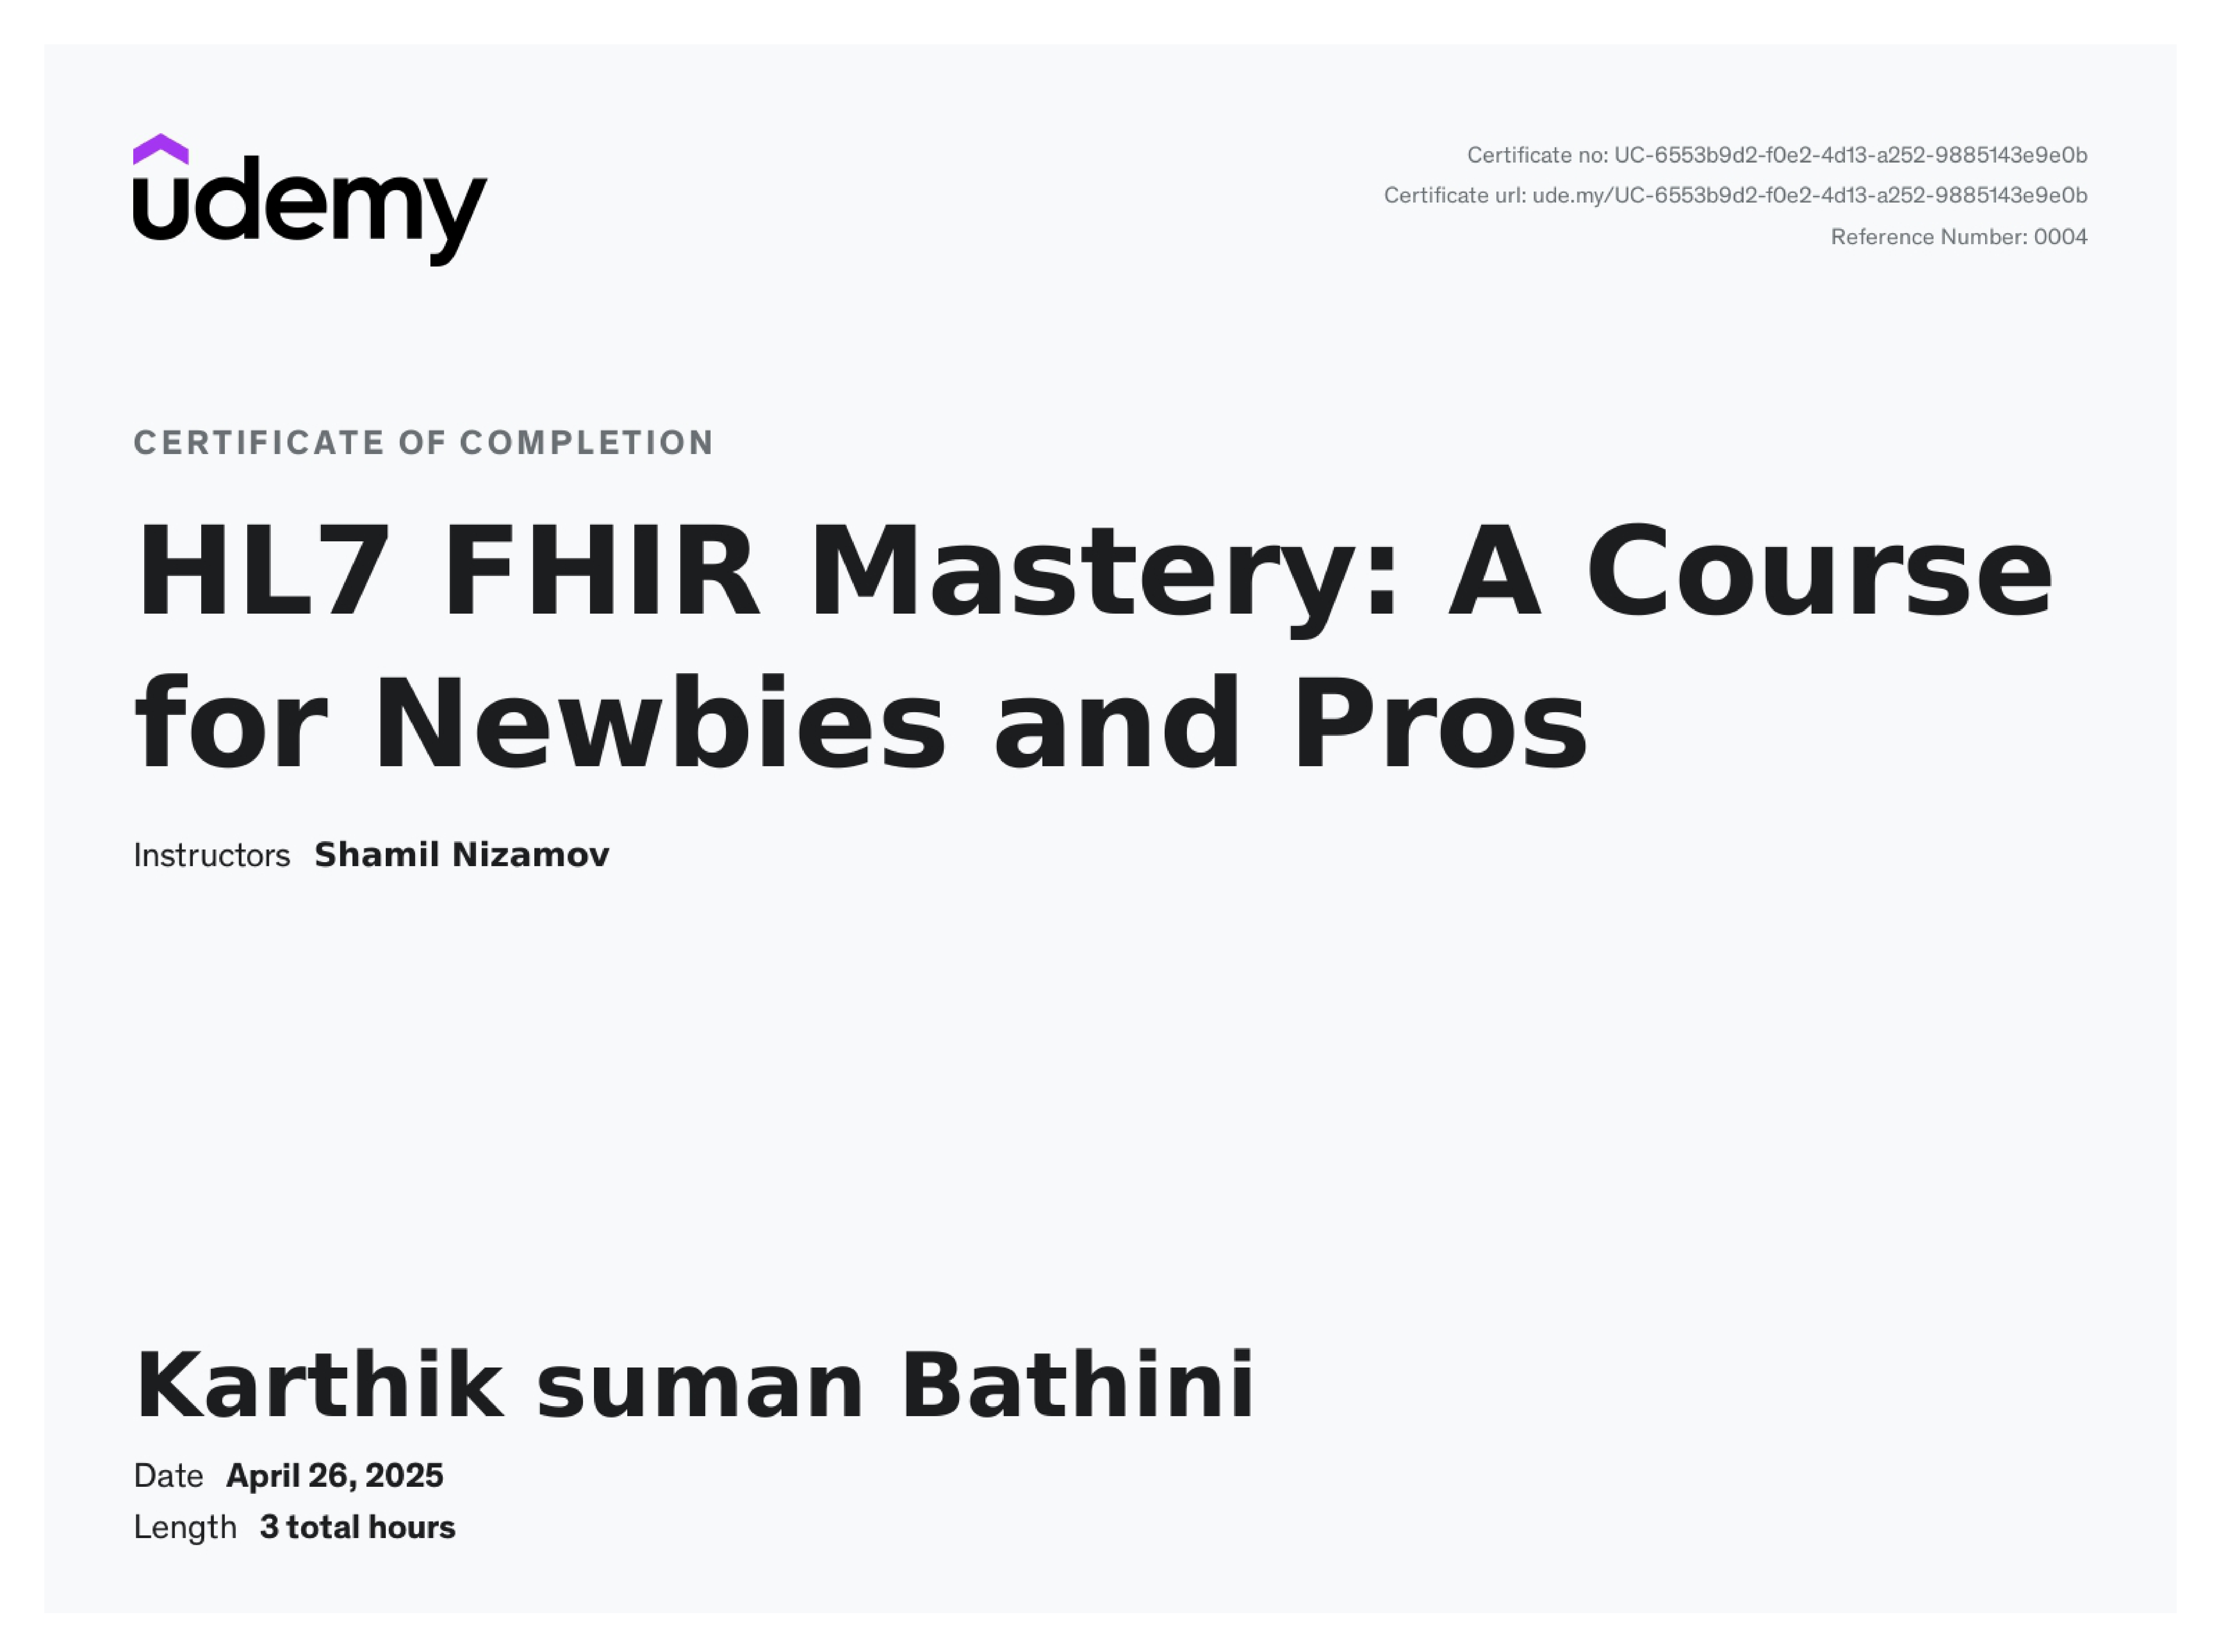 udemy
Certificate no: UC-6553b9d2-f0e2-4d13-a252-9885143e9e0b
Certificate url: ude.my/UC-6553b9d2-f0e2-4d13-a252-9885143e9e0b
Reference Number: 0004
CERTIFICATE OF COMPLETION
HL7 FHIR Mastery: A Course
for Newbies and Pros
Instructors Shamil Nizamov
Karthik suman Bathini
Date April 26, 2025
Length 3 total hours